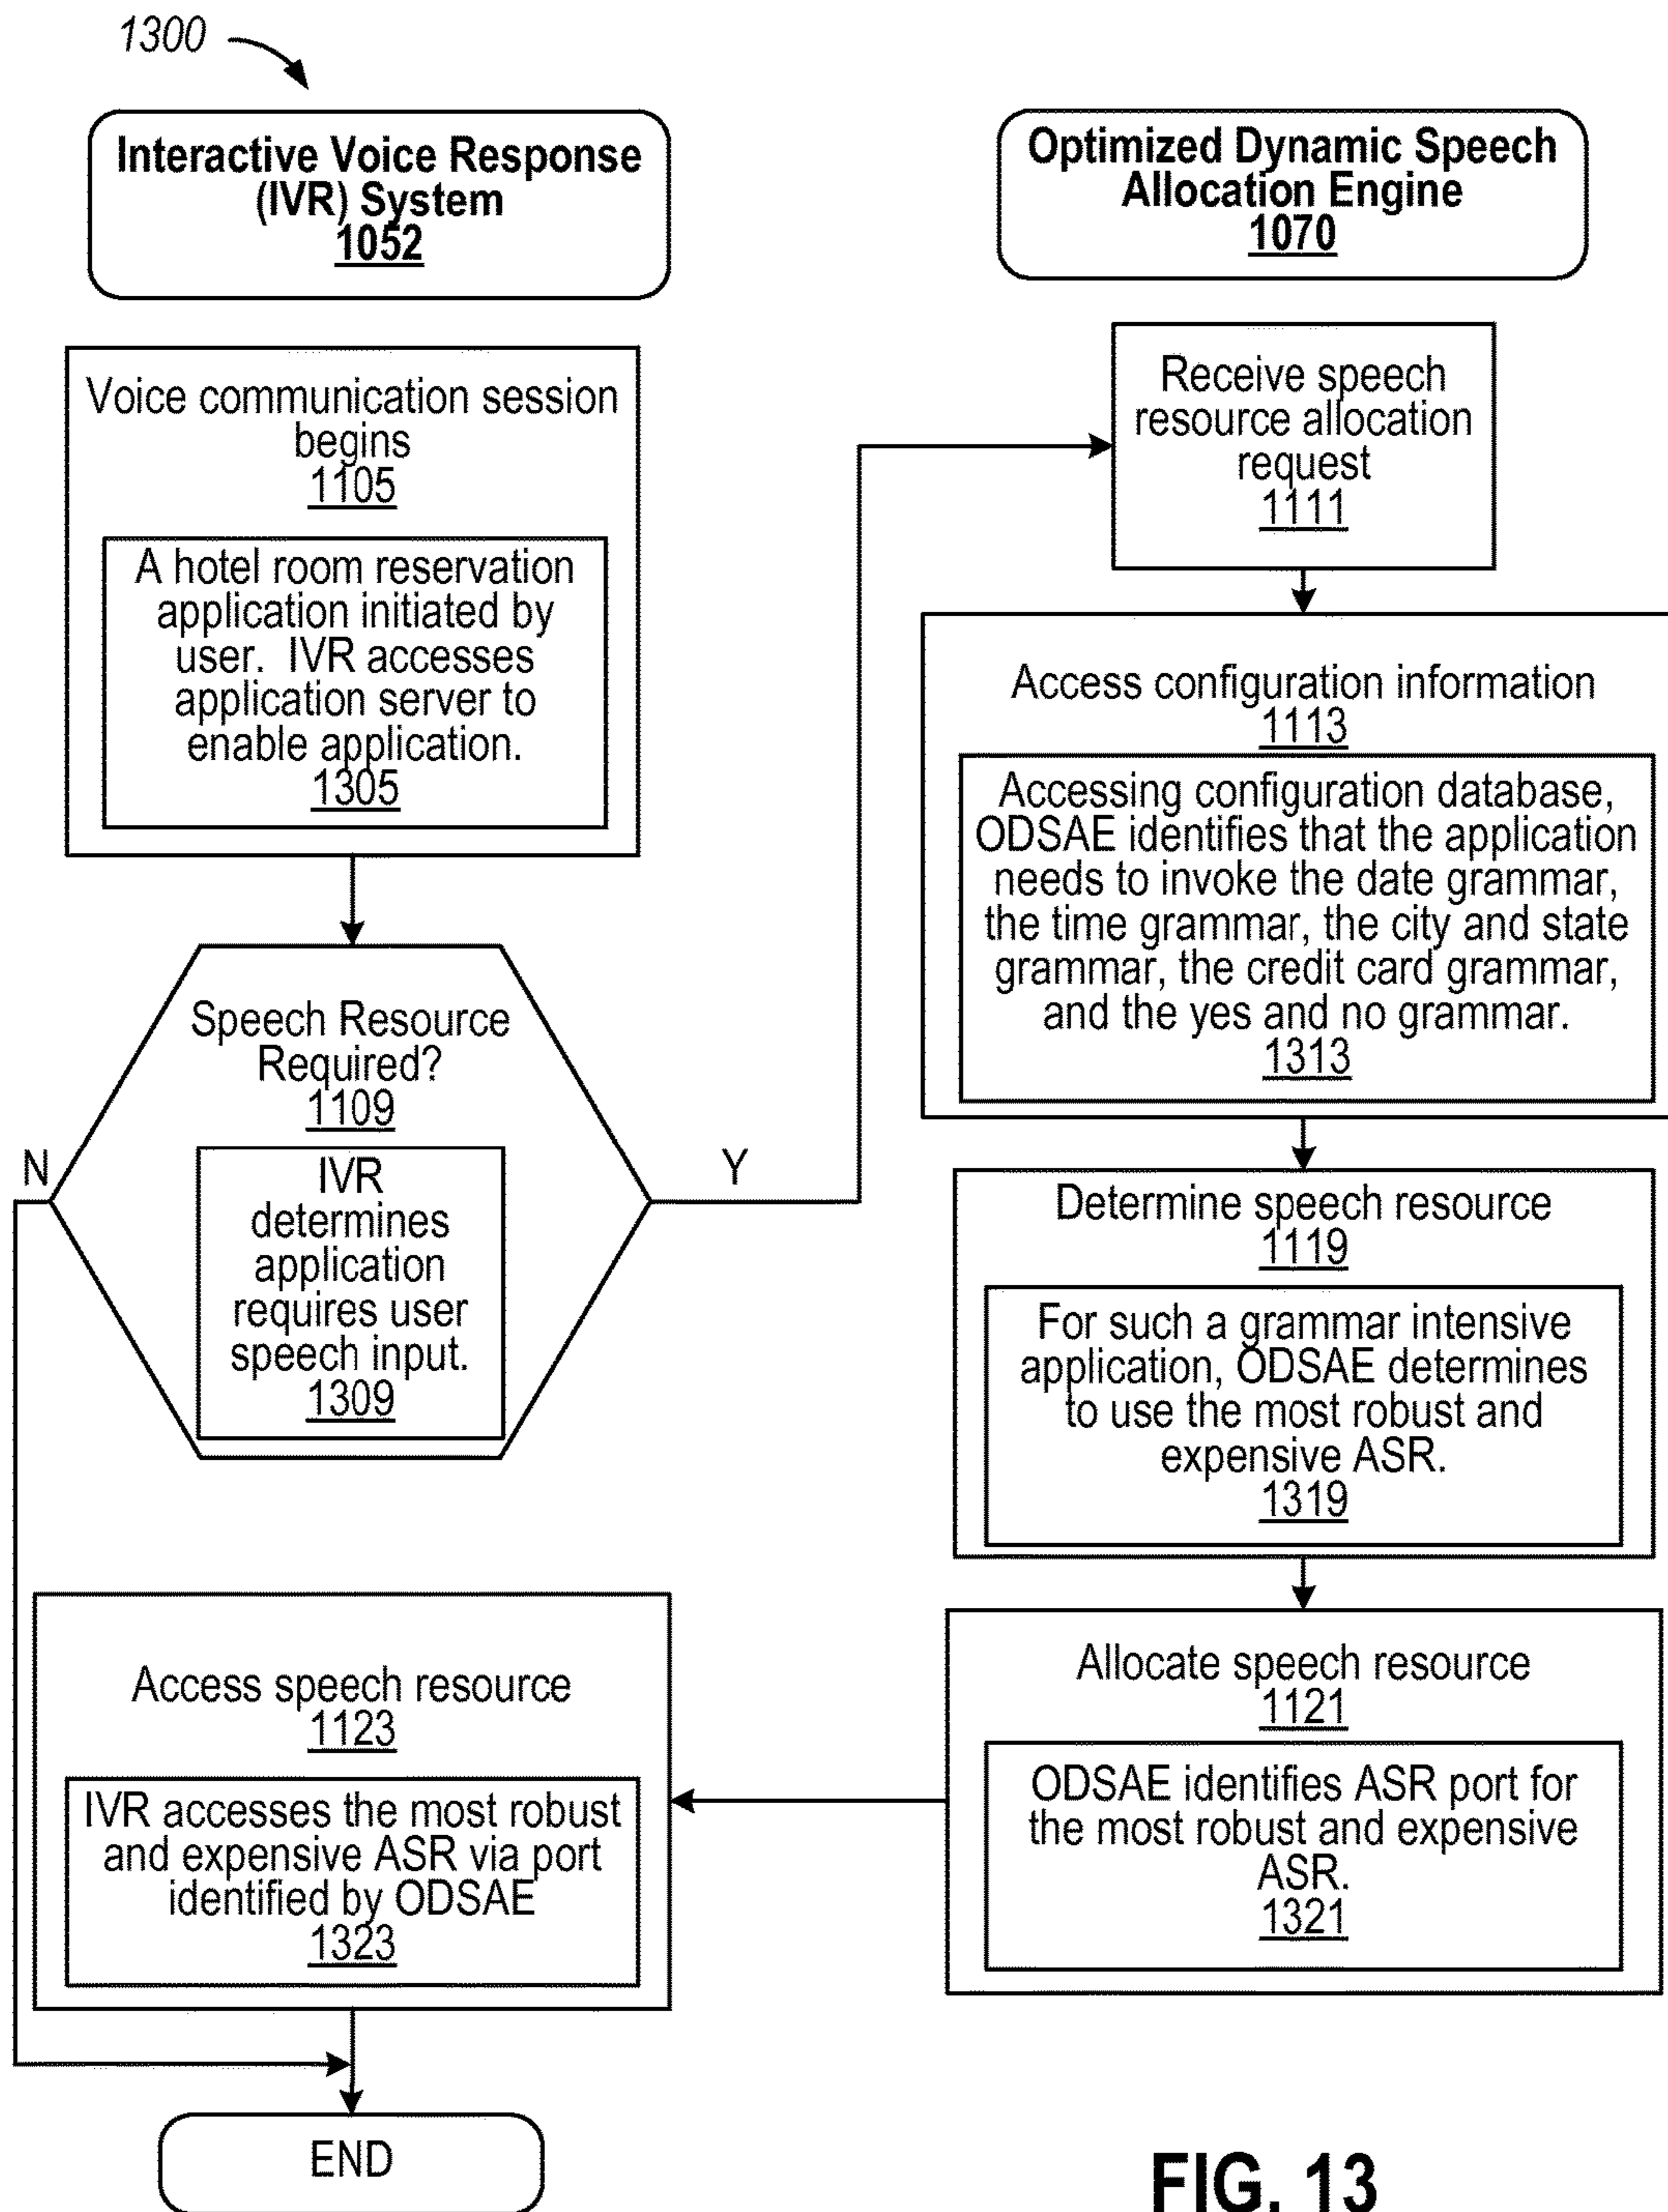 1300
Interactive Voice Response
(IVR) System
1052
Voice communication session
begins
1105
A hotel room reservation
application initiated by
user. IVR accesses
application server to
enable application.
1305
Speech Resource
Required?
1109
IVR
determines
application
requires user
speech input.
1309
N
Y
Optimized Dynamic Speech
Allocation Engine
1070
Receive speech
resource allocation
request
1111
Access configuration information
1113
Accessing configuration database,
ODSAE identifies that the application
needs to invoke the date grammar,
the time grammar, the city and state
grammar, the credit card grammar,
and the yes and no grammar.
1313
Determine speech resource
1119
For such a grammar intensive
application, ODSAE determines
to use the most robust and
expensive ASR.
1319
Allocate speech resource
1121
ODSAE identifies ASR port for
the most robust and expensive
ASR.
1321
Access speech resource
1123
IVR accesses the most robust
and expensive ASR via port
identified by ODSAE
1323
END
FIG. 13